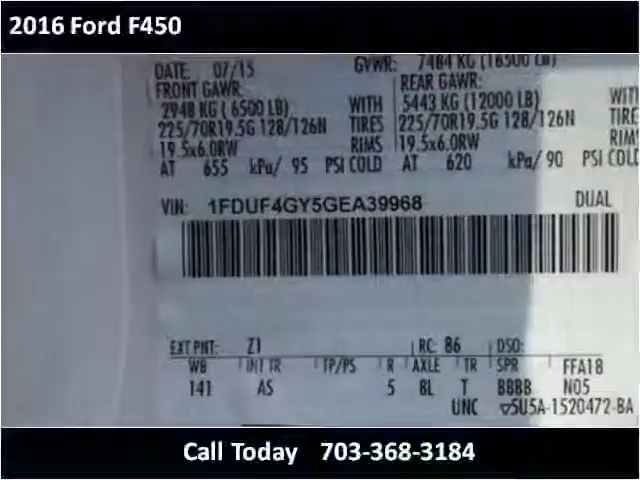 2016 Ford F450
DATE: 07/15 GVWR: 7484 KG (16500 LB)
FRONT GAWR: REAR GAWR:
2948 KG ( 6500 LB) WITH 5443 KG (12000 LB) WITH
225/70R19.5G 128/126N TIRES 225/70R19.5G 128/126N TIRE
19.5x6.0RW RIMS 19.5x6.0RW RIMS
AT 655 kPa/ 95 PSI COLD AT 620 kPa/ 90 PSI COLD
VIN: 1FDUF4GY5GEA39968 DUAL
EXT PNT: Z1 RC: 86 DSO:
WB INT TR TP/PS R AXLE TR SPR FFA18
141 AS 5 8L T BBBB N05
UNC ▽5U5A-1520472-BA
Call Today 703-368-3184